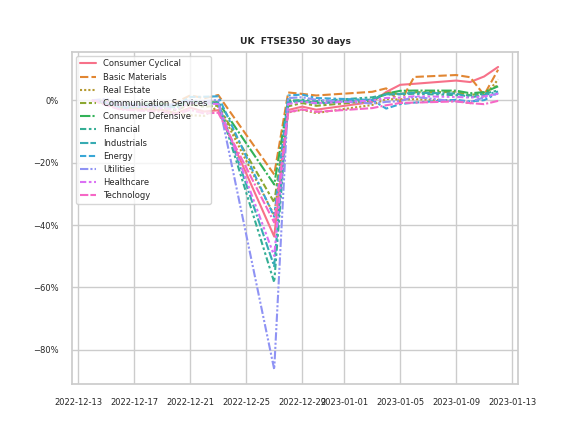 UK  FTSE350  30 days
Consumer Cyclical
Basic Materials
Real Estate
Communication Services
Consumer Defensive
Financial
Industrials
Energy
Utilities
Healthcare
Technology
0%
−20%
−40%
−60%
−80%
2022-12-13 2022-12-17 2022-12-21 2022-12-25 2022-12-29 2023-01-01 2023-01-05 2023-01-09 2023-01-13